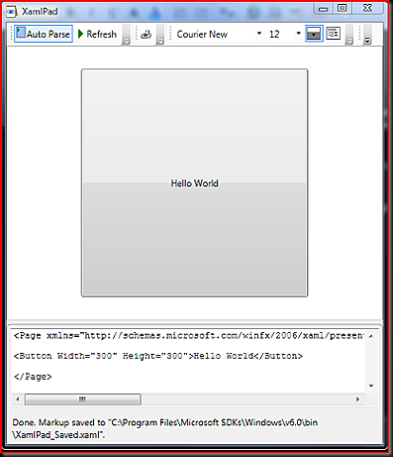 XamlPad
Auto Parse Refresh Courier New 12
Hello World
<Page xmlns="http://schemas.microsoft.com/winfx/2006/xaml/presen
<Button Width="300" Height="300">Hello World</Button>
</Page>
Done. Markup saved to "C:\Program Files\Microsoft SDKs\Windows\v6.0\bin
\XamlPad_Saved.xaml".